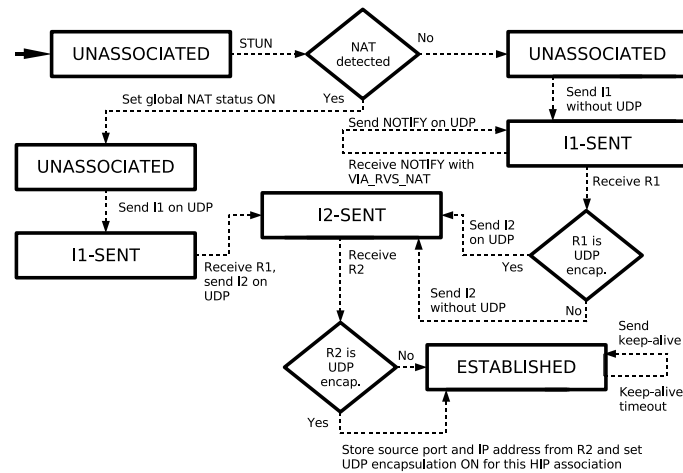 UNASSOCIATED
STUN
NAT
detected
No
UNASSOCIATED
Yes
Set global NAT status ON
Send I1
without UDP
Send NOTIFY on UDP
I1-SENT
Receive NOTIFY with
VIA_RVS_NAT
UNASSOCIATED
Receive R1
Send I1 on UDP
I2-SENT
Send I2
on UDP
R1 is
UDP
encap.
I1-SENT
Receive R1,
send I2 on
UDP
Receive
R2
Yes
Send I2
without UDP
No
Send
keep-alive
R2 is
UDP
encap.
No
ESTABLISHED
Keep-alive
timeout
Yes
Store source port and IP address from R2 and set
UDP encapsulation ON for this HIP association